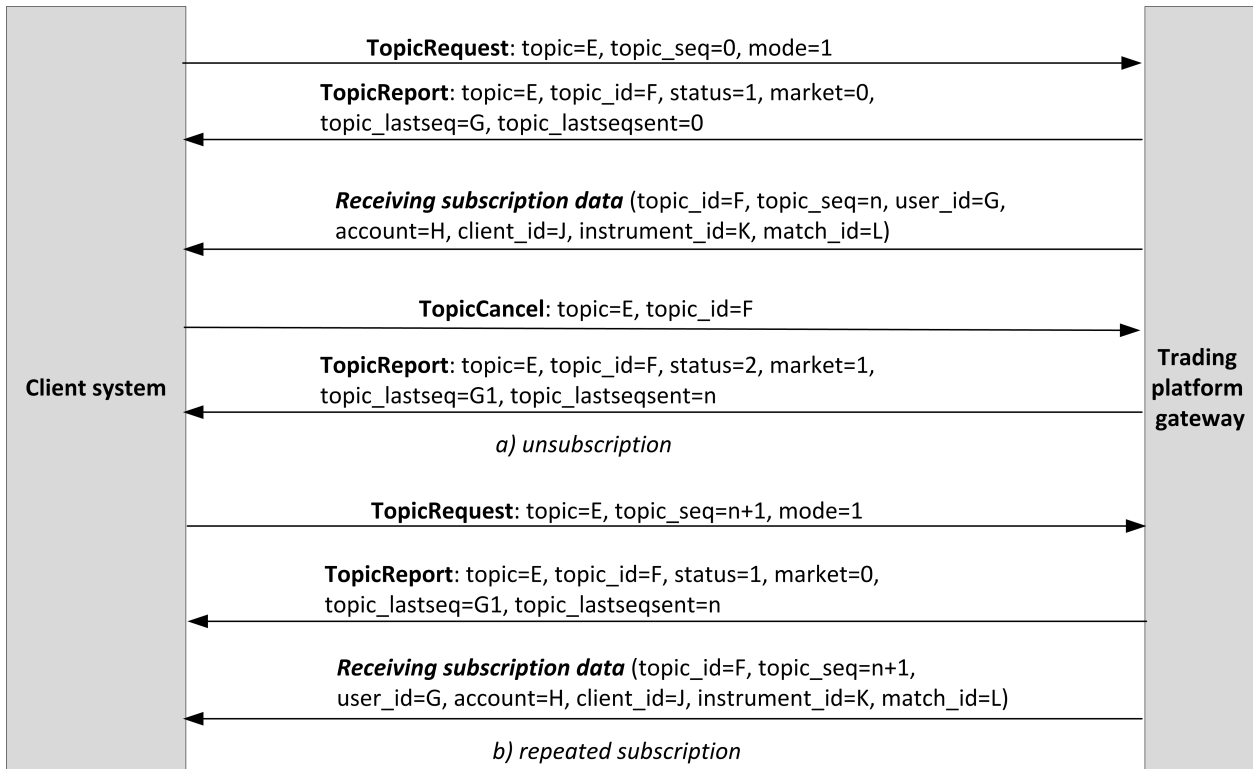 TopicRequest: topic=E, topic_seq=0, mode=1
TopicReport: topic=E, topic_id=F, status=1, market=0,
topic_lastseq=G, topic_lastseqsent=0
Receiving subscription data (topic_id=F, topic_seq=n, user_id=G,
account=H, client_id=J, instrument_id=K, match_id=L)
TopicCancel: topic=E, topic_id=F
TopicReport: topic=E, topic_id=F, status=2, market=1,
topic_lastseq=G1, topic_lastseqsent=n
Client system
Trading
platform
gateway
a) unsubscription
TopicRequest: topic=E, topic_seq=n+1, mode=1
TopicReport: topic=E, topic_id=F, status=1, market=0,
topic_lastseq=G1, topic_lastseqsent=n
Receiving subscription data (topic_id=F, topic_seq=n+1,
user_id=G, account=H, client_id=J, instrument_id=K, match_id=L)
b) repeated subscription